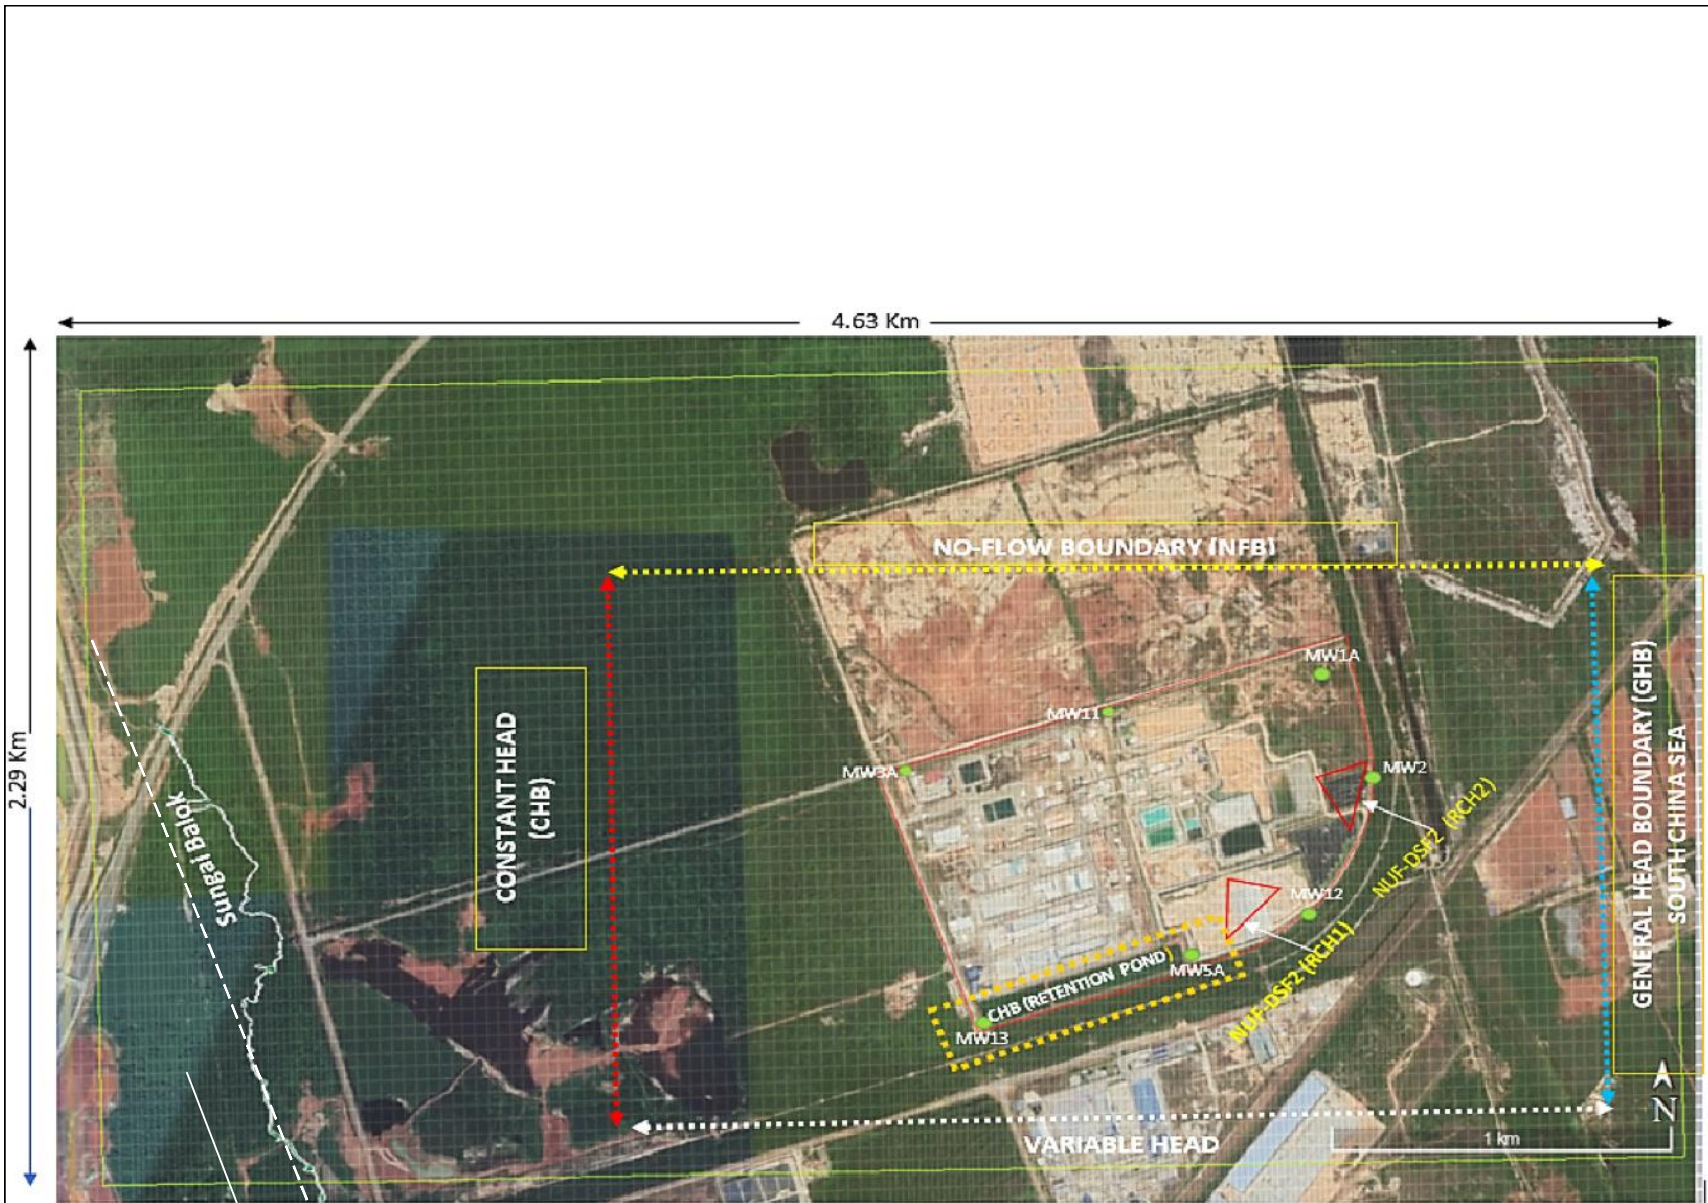 4.63 Km
2.29 Km
NO-FLOW BOUNDARY (NFB)
CONSTANT HEAD
(CHB)
GENERAL HEAD BOUNDARY (GHB)
SOUTH CHINA SEA
Sungai Balok
MW1A
MW11
MW3A
MW2
NUF-DSF2 (RCH2)
MW12
NUF-DSF2 (RCH1)
MW5A
CHB (RETENTION POND)
MW13
VARIABLE HEAD
N
1 km